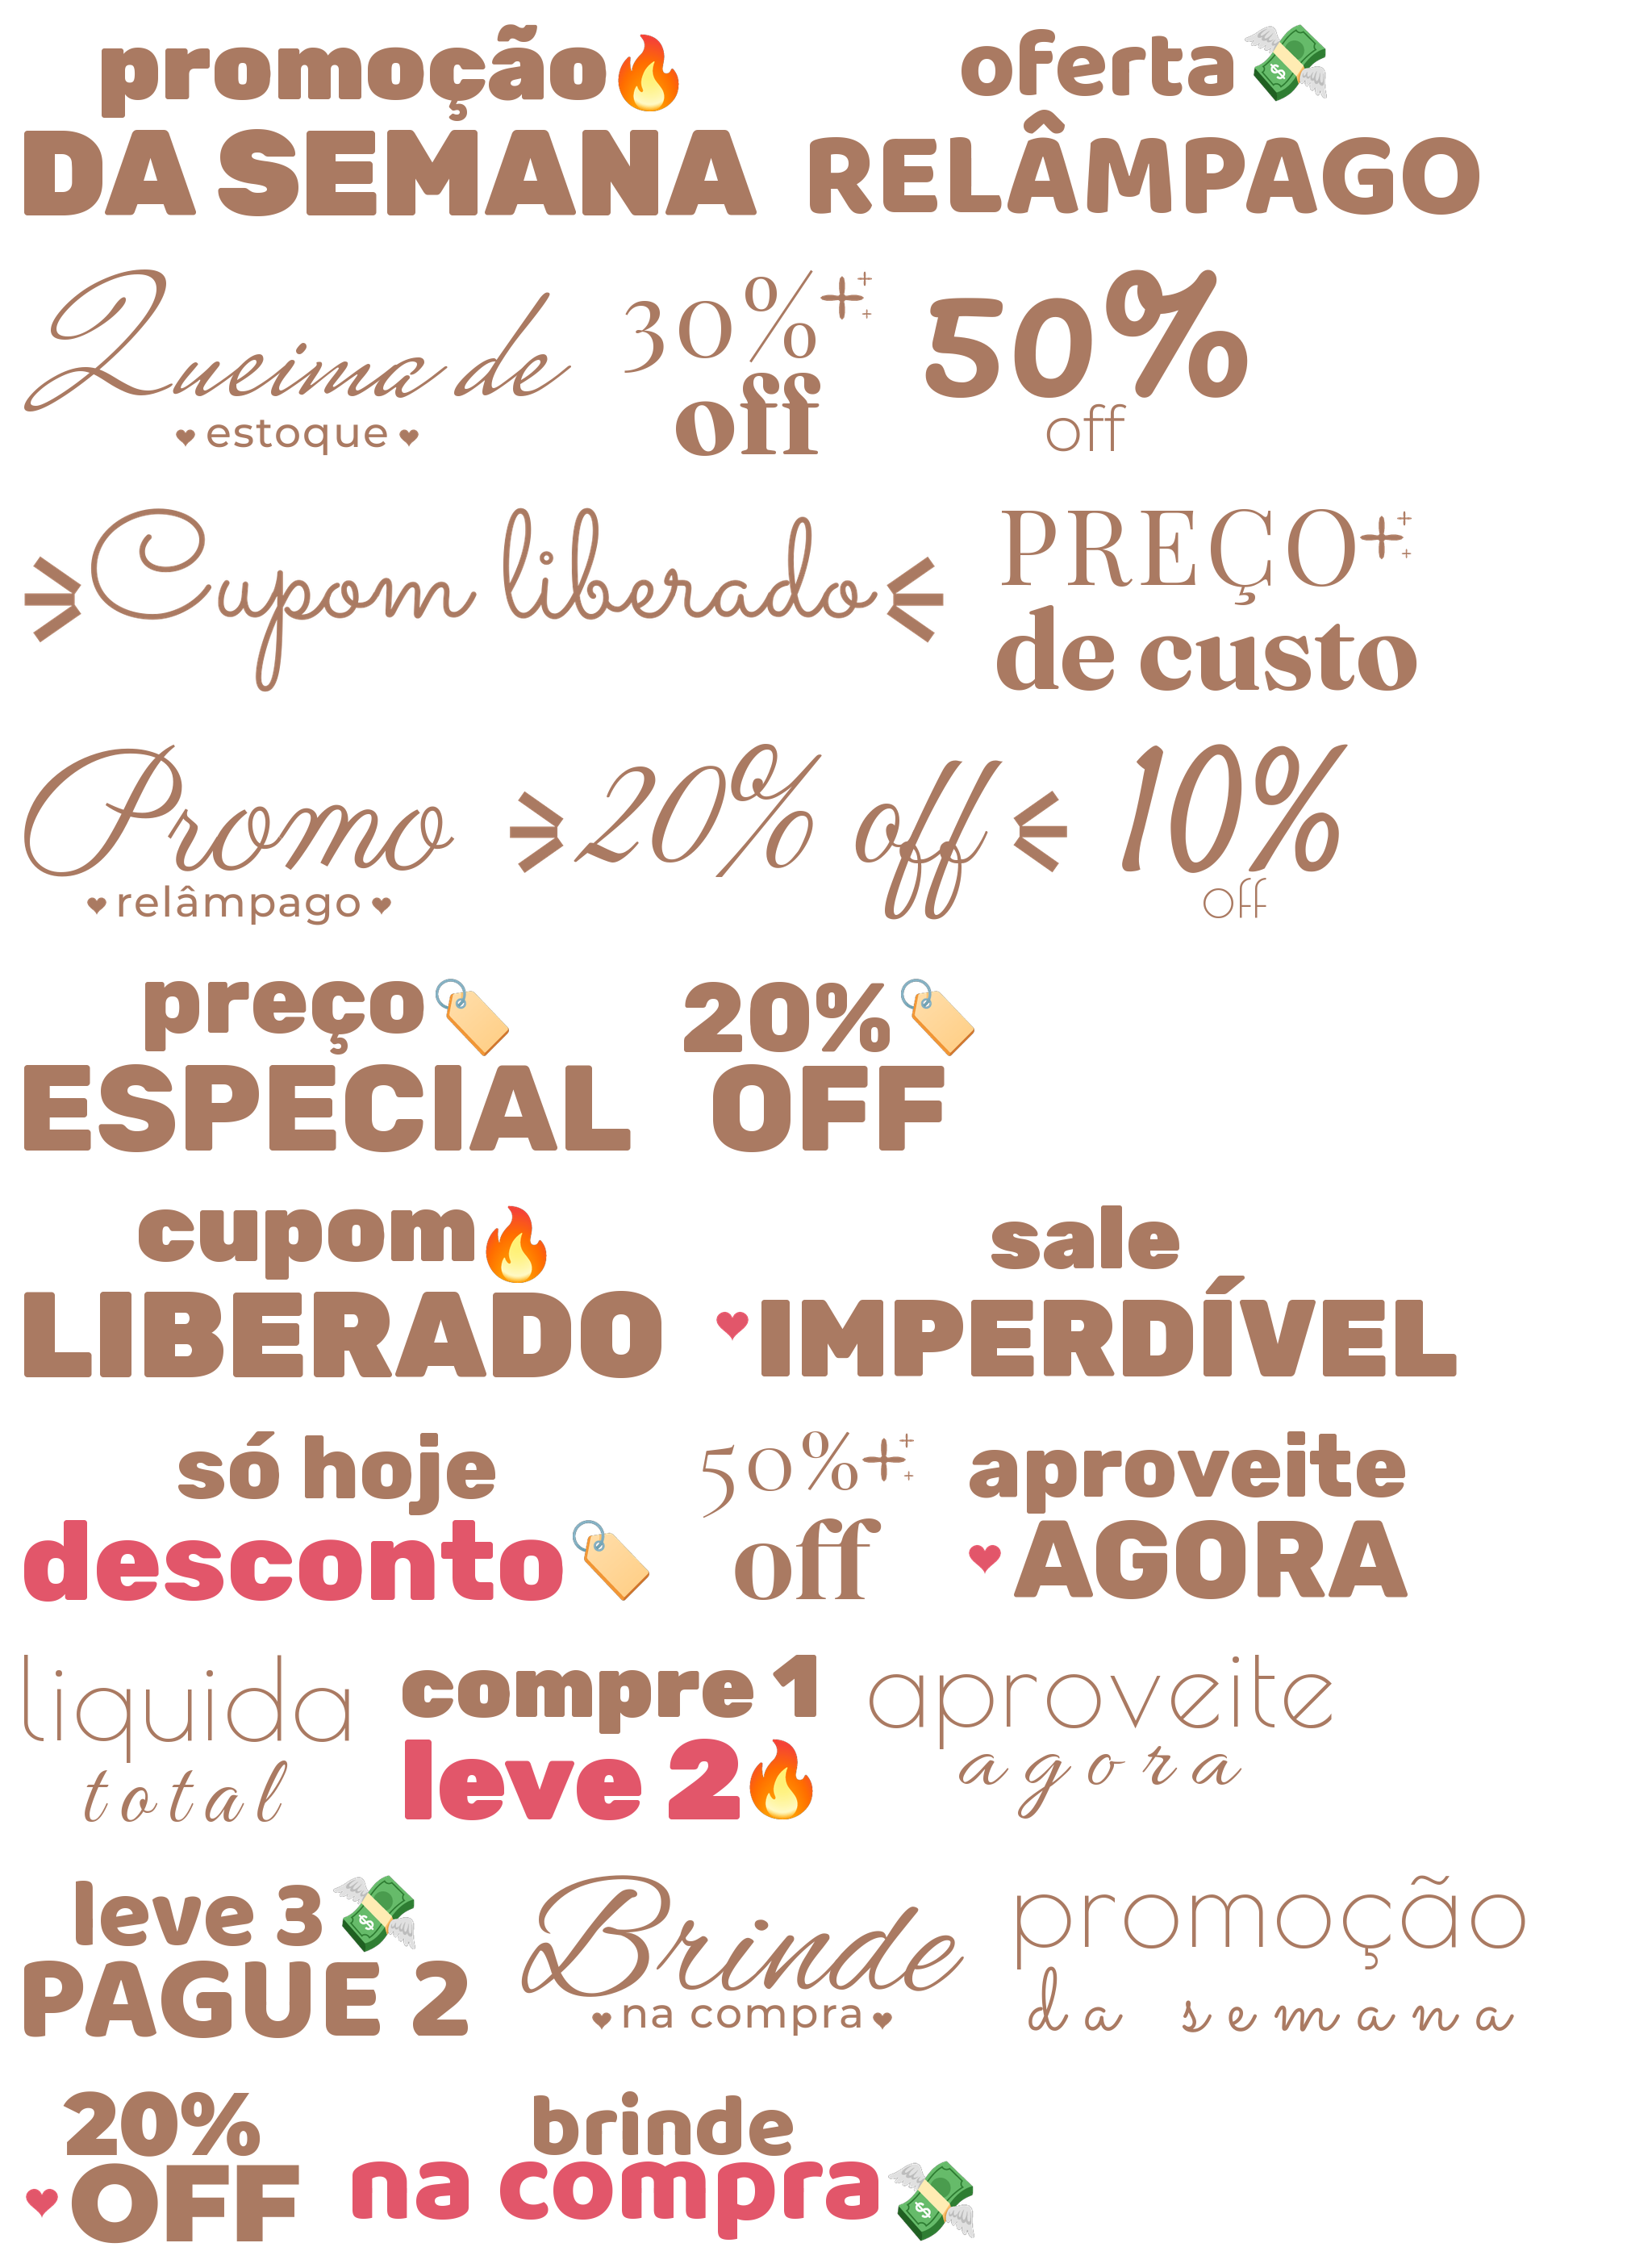 promoção🔥
DA SEMANA
oferta💸
RELÂMPAGO
Queima de
♥ estoque ♥
30%
off
50%
off
Cupom liberado
PREÇO
de custo
Promo
♥ relâmpago ♥
20% off
10%
off
preço🏷️
ESPECIAL
20%🏷️
OFF
cupom🔥
LIBERADO
sale
♥IMPERDÍVEL
só hoje
desconto🏷️
50%
off
aproveite
♥AGORA
liquida
total
compre 1
leve 2🔥
aproveite
agora
leve 3💸
PAGUE 2
Brinde
♥ na compra ♥
promoção
da semana
20%
♥OFF
brinde
na compra💸